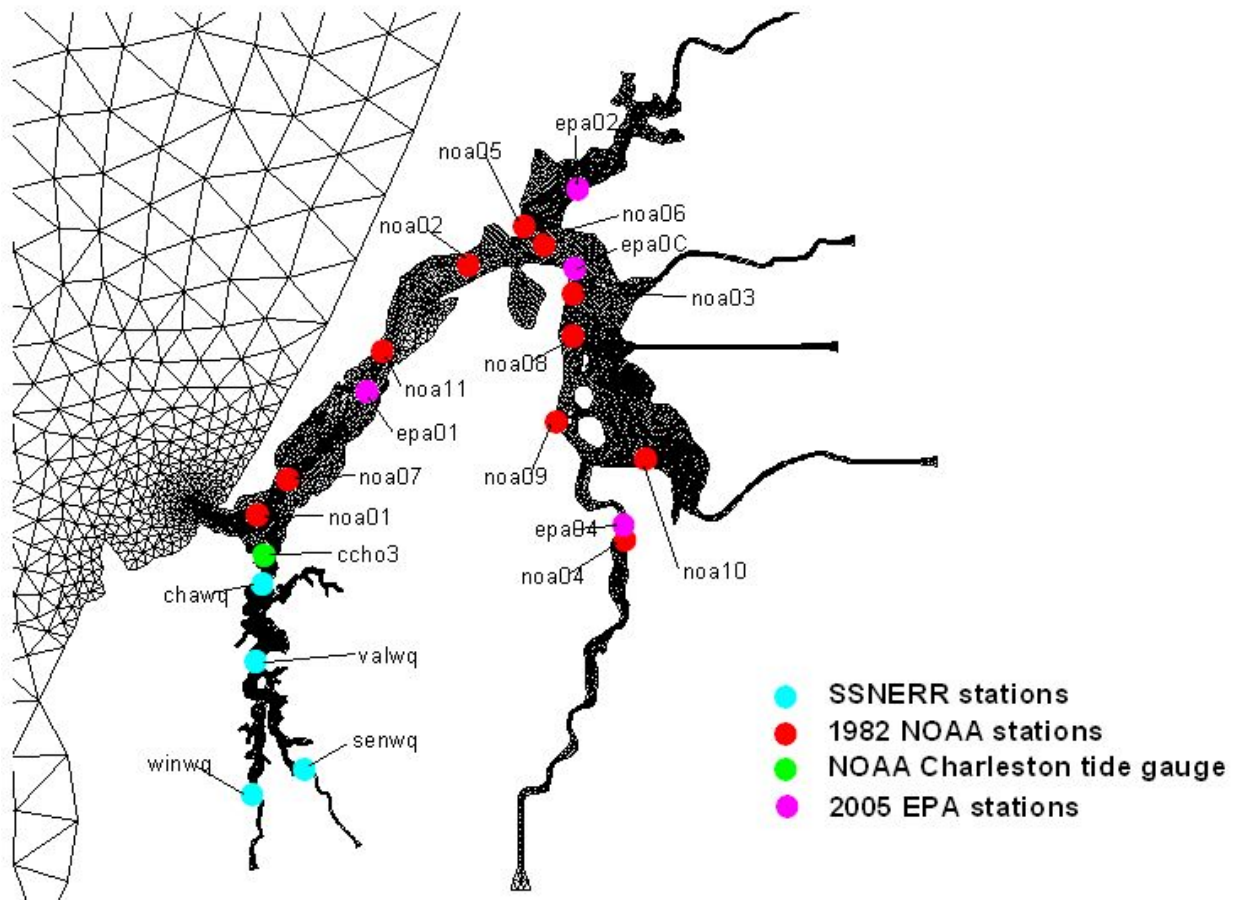 epa02
noa05
noa06
noa02
epa0C
noa03
noa08
noa11
epa01
noa09
noa07
noa01
epa04
ccho3
noa04
noa10
chawq
valwq
SSNERR stations
1982 NOAA stations
senwq
winwq
NOAA Charleston tide gauge
2005 EPA stations